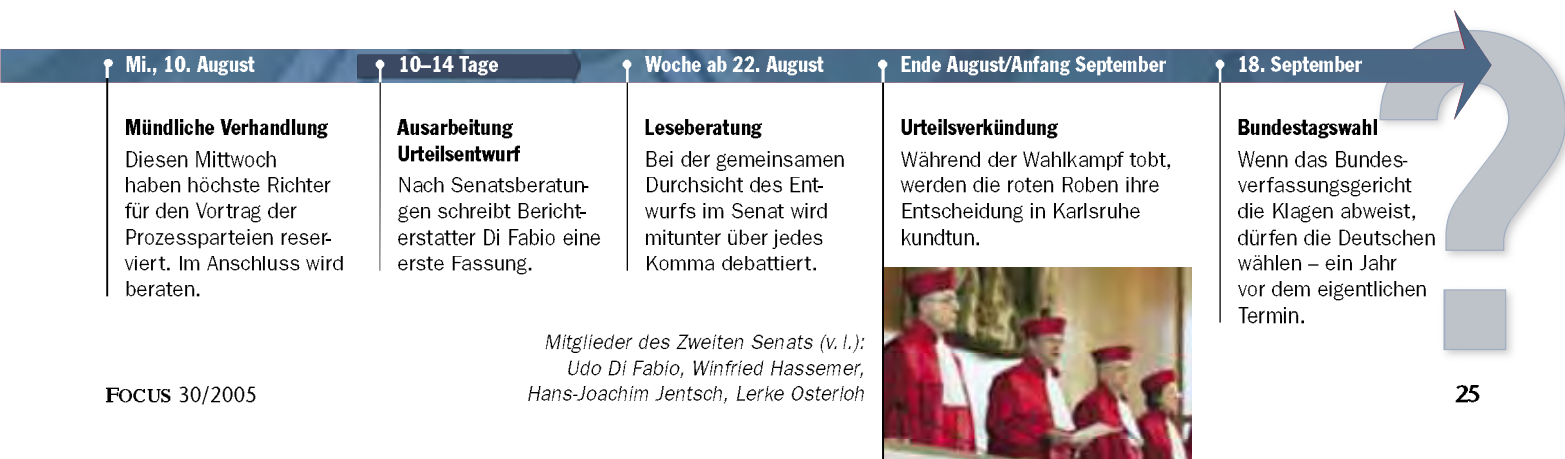 Mi., 10. August
Mündliche Verhandlung
Diesen Mittwoch
haben höchste Richter
für den Vortrag der
Prozessparteien reser-
viert. Im Anschluss wird
beraten.
10–14 Tage
Ausarbeitung
Urteilsentwurf
Nach Senatsberatun-
gen schreibt Bericht-
erstatter Di Fabio eine
erste Fassung.
Woche ab 22. August
Leseberatung
Bei der gemeinsamen
Durchsicht des Ent-
wurfs im Senat wird
mitunter über jedes
Komma debattiert.
Ende August/Anfang September
Urteilsverkündung
Während der Wahlkampf tobt,
werden die roten Roben ihre
Entscheidung in Karlsruhe
kundtun.
18. September
Bundestagswahl
Wenn das Bundes-
verfassungsgericht
die Klagen abweist,
dürfen die Deutschen
wählen – ein Jahr
vor dem eigentlichen
Termin.
?
Mitglieder des Zweiten Senats (v. l.):
Udo Di Fabio, Winfried Hassemer,
Hans-Joachim Jentsch, Lerke Osterloh
FOCUS 30/2005
25